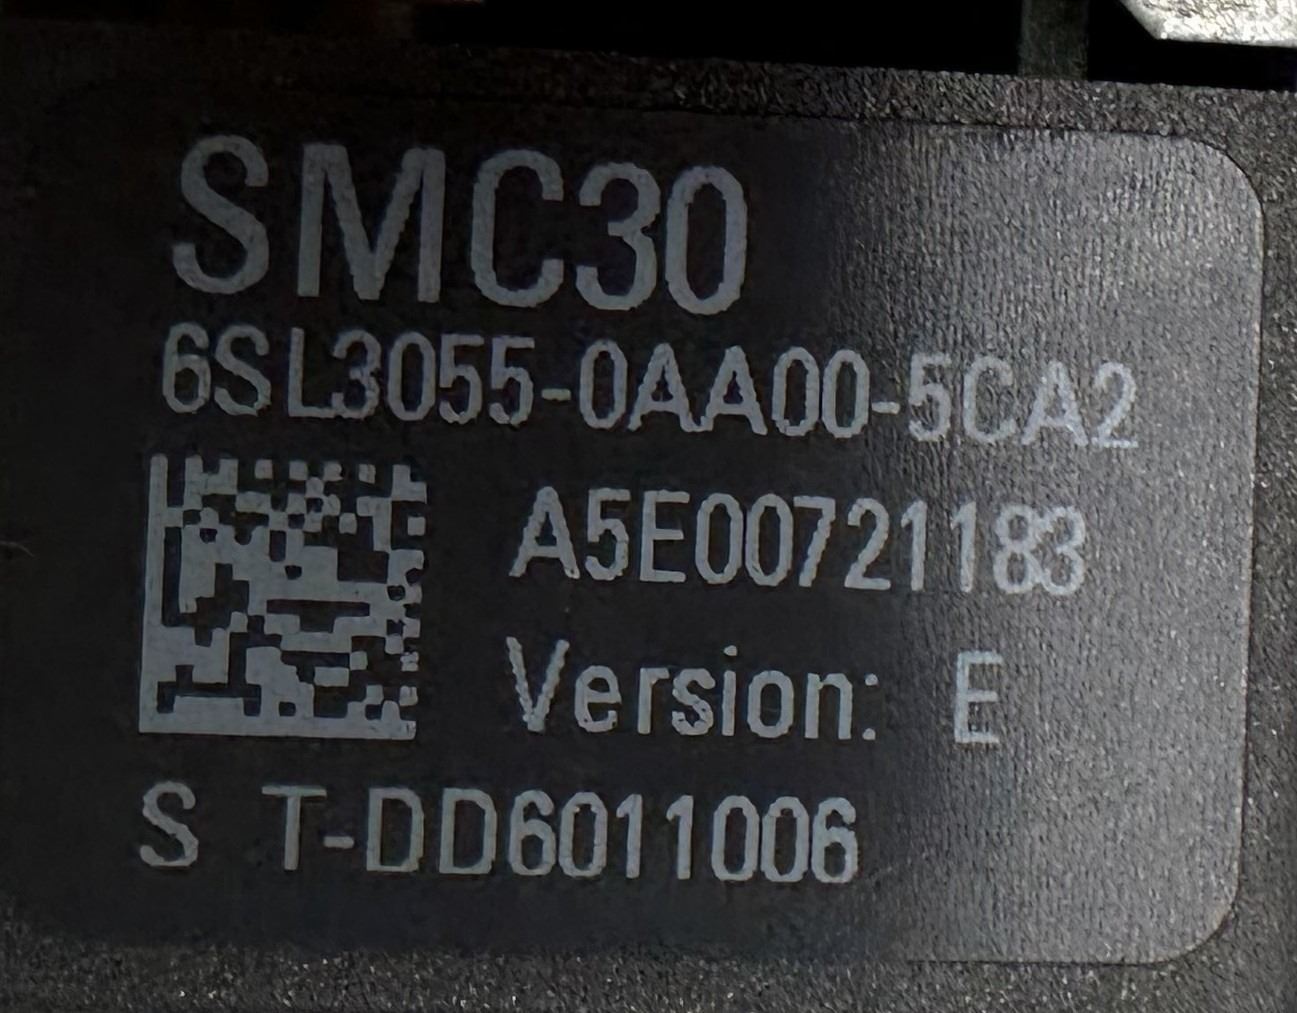 SMC30
6SL3055-0AA00-5CA2
A5E00721183
Version: E
S T-DD6011006